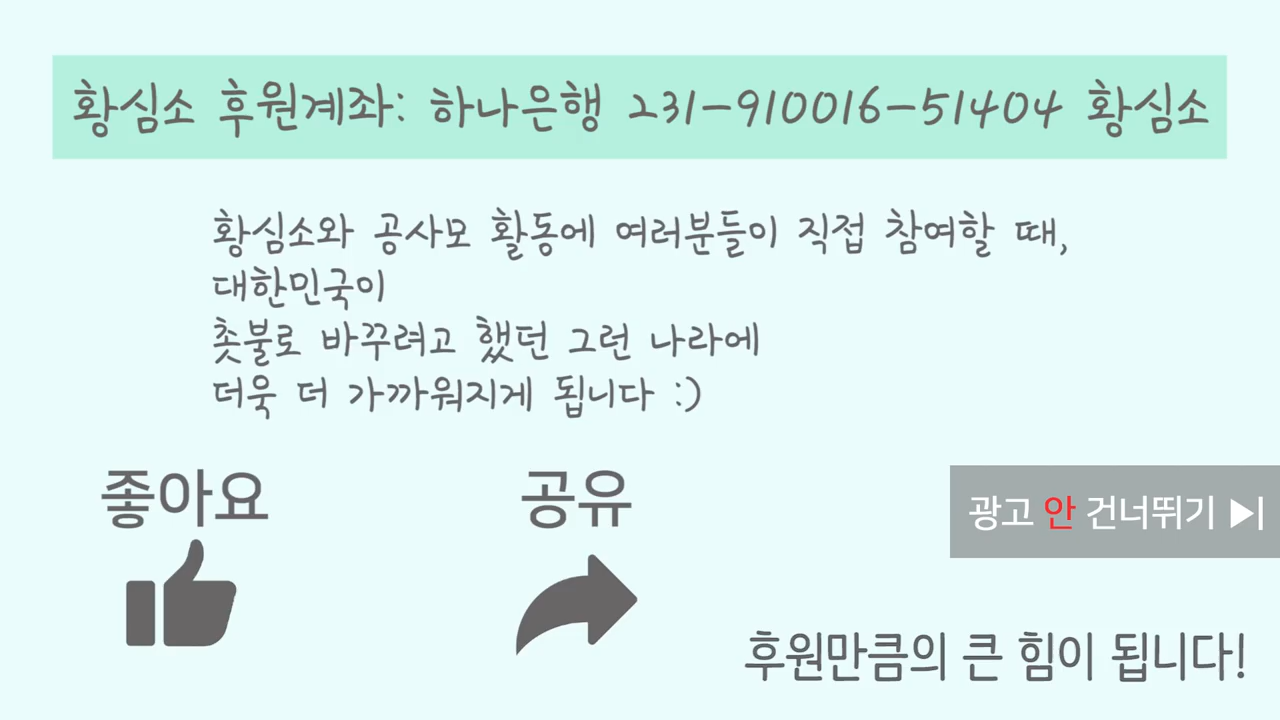 황심소 후원계좌: 하나은행 231-910016-51404 황심소
황심소와 공사모 활동에 여러분들이 직접 참여할 때,
대한민국이
촛불로 바꾸려고 했던 그런 나라에
더욱 더 가까워지게 됩니다 :)
좋아요
공유
광고 안 건너뛰기
후원만큼의 큰 힘이 됩니다!